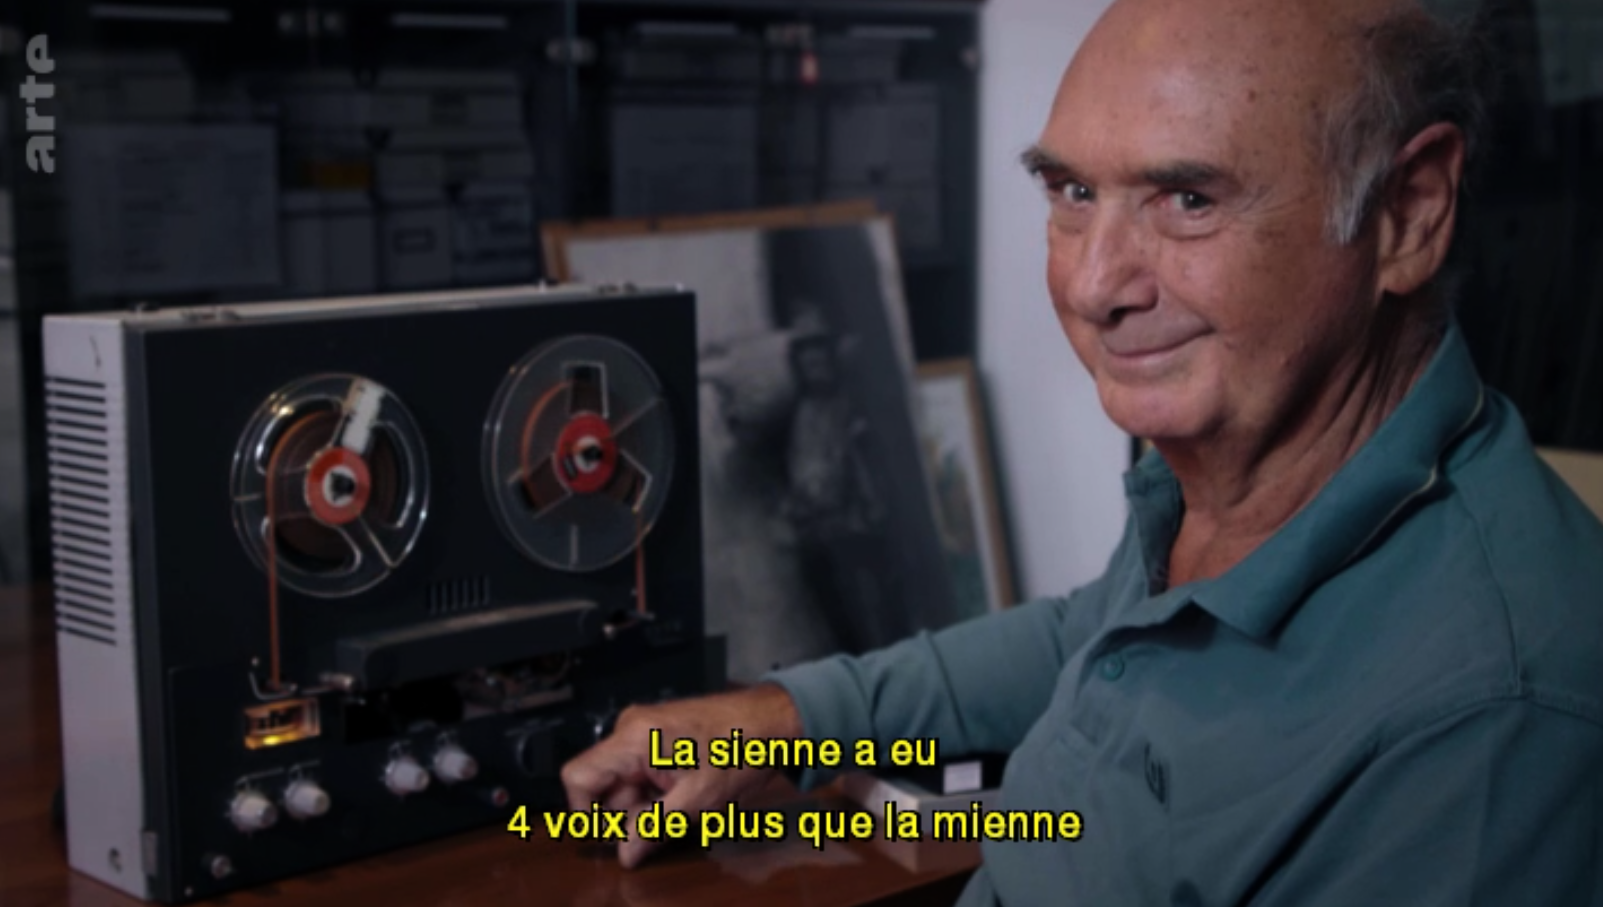 arte
La sienne a eu
4 voix de plus que la mienne